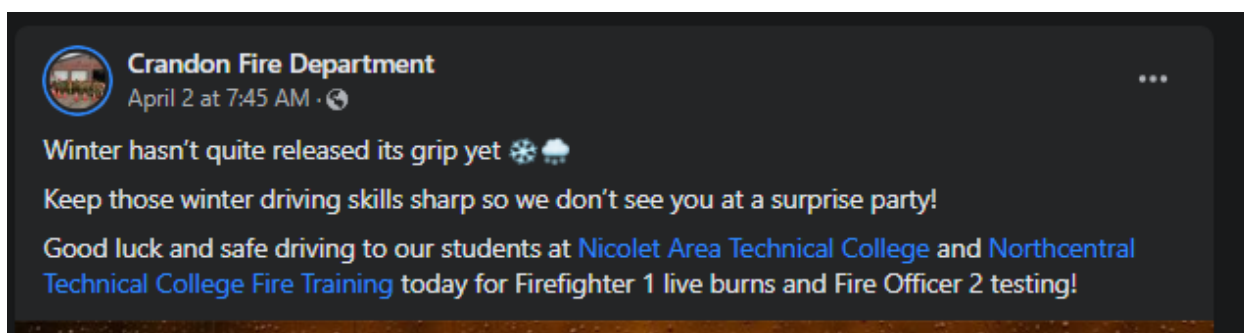 Crandon Fire Department
April 2 at 7:45 AM ·
Winter hasn’t quite released its grip yet ❄️🌨️
Keep those winter driving skills sharp so we don’t see you at a surprise party!
Good luck and safe driving to our students at Nicolet Area Technical College and Northcentral
Technical College Fire Training today for Firefighter 1 live burns and Fire Officer 2 testing!